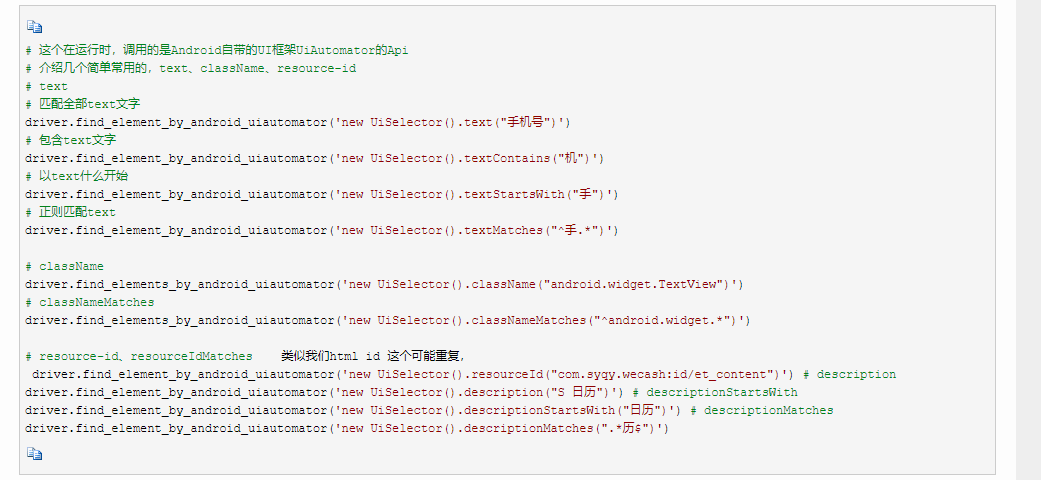 # 这个在运行时，调用的是Android自带的UI框架UiAutomator的Api
# 介绍几个简单常用的，text、className、resource-id
# text
# 匹配全部text文字
driver.find_element_by_android_uiautomator('new UiSelector().text("手机号")')
# 包含text文字
driver.find_element_by_android_uiautomator('new UiSelector().textContains("机")')
# 以text什么开始
driver.find_element_by_android_uiautomator('new UiSelector().textStartsWith("手")')
# 正则匹配text
driver.find_element_by_android_uiautomator('new UiSelector().textMatches("^手.*")')

# className
driver.find_elements_by_android_uiautomator('new UiSelector().className("android.widget.TextView")')
# classNameMatches
driver.find_elements_by_android_uiautomator('new UiSelector().classNameMatches("^android.widget.*")')

# resource-id、resourceIdMatches    类似我们html id 这个可能重复，
 driver.find_element_by_android_uiautomator('new UiSelector().resourceId("com.syqy.wecash:id/et_content")') # description
driver.find_element_by_android_uiautomator('new UiSelector().description("S 日历")') # descriptionStartsWith
driver.find_element_by_android_uiautomator('new UiSelector().descriptionStartsWith("日历")') # descriptionMatches
driver.find_element_by_android_uiautomator('new UiSelector().descriptionMatches(".*历$")')